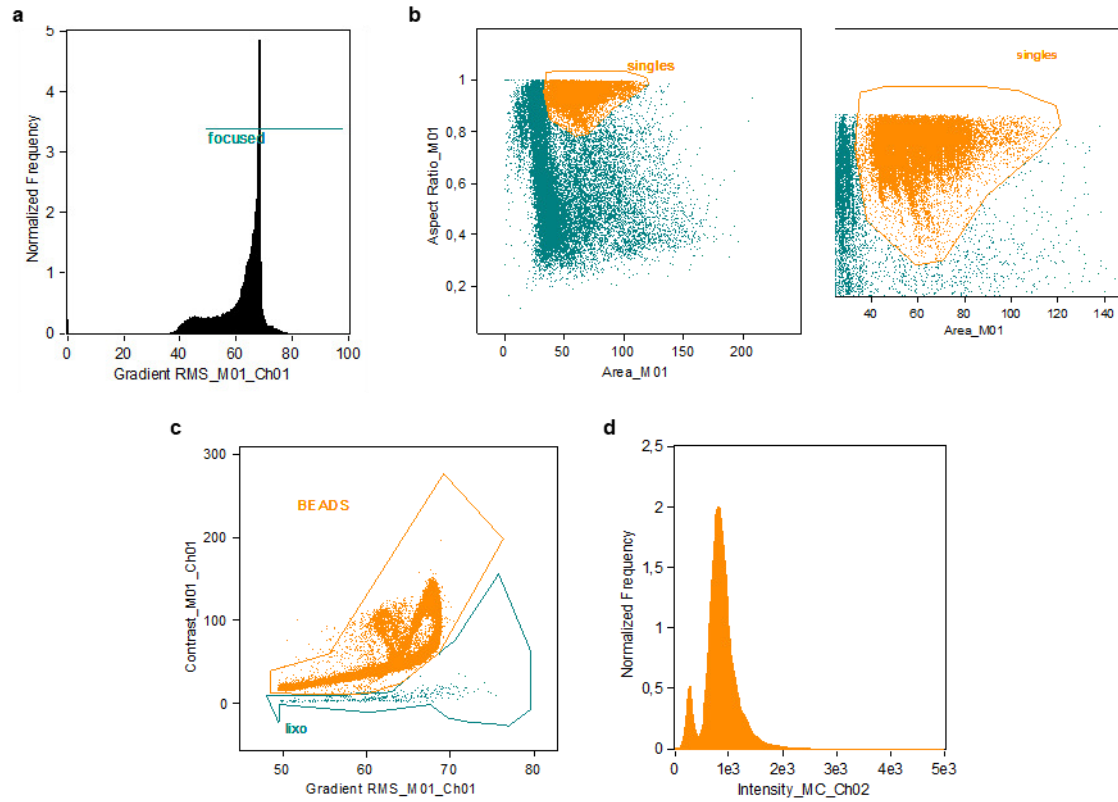 a
5
4
3
2
1
0
Normalized Frequency
focused
0 20 40 60 80 100
Gradient RMS_M01_Ch01
b
1
0,8
0,6
0,4
0,2
Aspect Ratio_M01
singles
0 50 100 150 200
Area_M01
singles
40 60 80 100 120 140
Area_M01
c
300
200
100
0
Contrast_M01_Ch01
BEADS
lixo
50 60 70 80
Gradient RMS_M01_Ch01
d
2,5
2
1,5
1
0,5
0
Normalized Frequency
0 1e3 2e3 3e3 4e3 5e3
Intensity_MC_Ch02